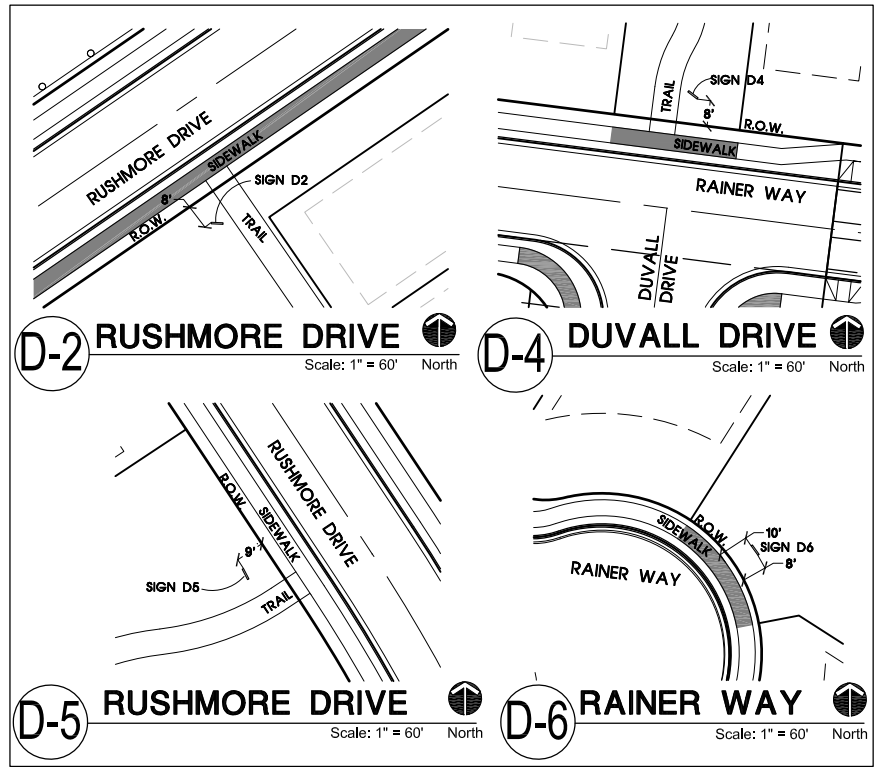 RUSHMORE DRIVE
SIDEWALK
SIGN D2
8'
R.O.W.
TRAIL
D-2 RUSHMORE DRIVE
Scale: 1" = 60' North
SIGN D4
TRAIL
8'
R.O.W.
SIDEWALK
RAINER WAY
DUVALL
DRIVE
D-4 DUVALL DRIVE
Scale: 1" = 60' North
R.O.W.
SIDEWALK
RUSHMORE DRIVE
9'
SIGN D5
TRAIL
D-5 RUSHMORE DRIVE
Scale: 1" = 60' North
R.O.W.
SIDEWALK
10'
SIGN D6
8'
RAINER WAY
D-6 RAINER WAY
Scale: 1" = 60' North